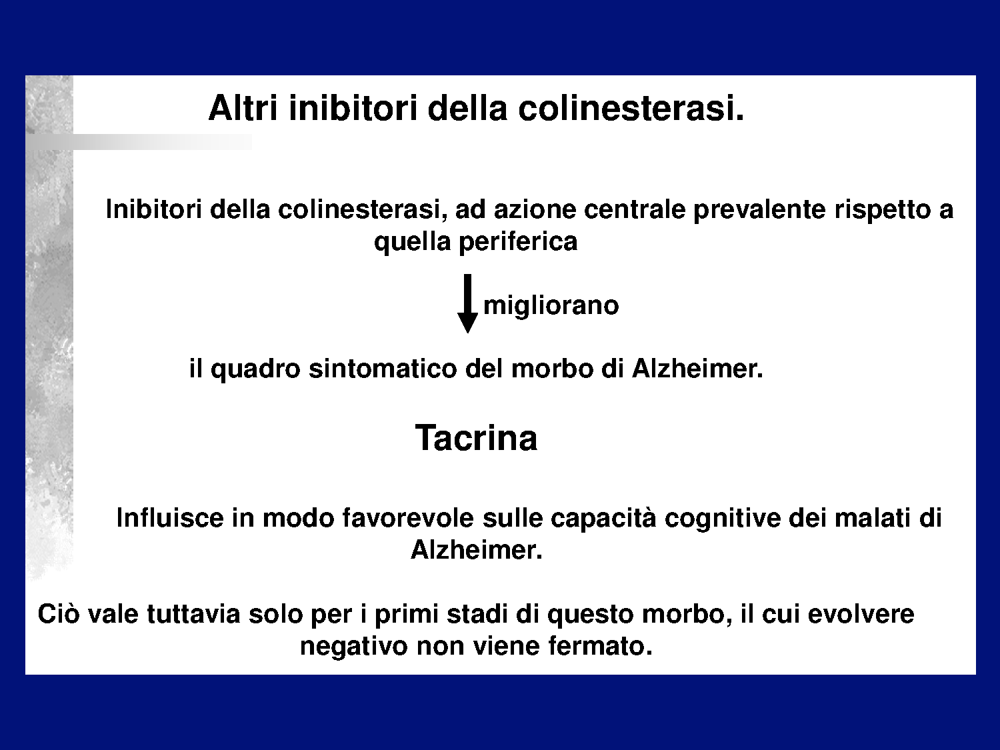 Altri inibitori della colinesterasi.
Inibitori della colinesterasi, ad azione centrale prevalente rispetto a
quella periferica
migliorano
il quadro sintomatico del morbo di Alzheimer.
Tacrina
Influisce in modo favorevole sulle capacità cognitive dei malati di
Alzheimer.
Ciò vale tuttavia solo per i primi stadi di questo morbo, il cui evolvere
negativo non viene fermato.